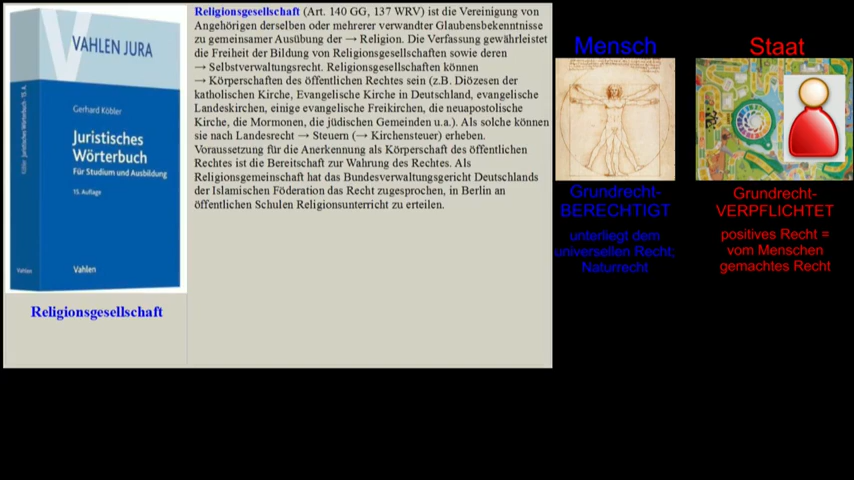 VAHLEN JURA
Gerhard Köbler
Juristisches
Wörterbuch
Für Studium und Ausbildung
15. Auflage
Vahlen
Religionsgesellschaft
Religionsgesellschaft (Art. 140 GG, 137 WRV) ist die Vereinigung von
Angehörigen derselben oder mehrerer verwandter Glaubensbekenntnisse
zu gemeinsamer Ausübung der → Religion. Die Verfassung gewährleistet
die Freiheit der Bildung von Religionsgesellschaften sowie deren
→ Selbstverwaltungsrecht. Religionsgesellschaften können
→ Körperschaften des öffentlichen Rechtes sein (z.B. Diözesen der
katholischen Kirche, Evangelische Kirche in Deutschland, evangelische
Landeskirchen, einige evangelische Freikirchen, die neuapostolische
Kirche, die Mormonen, die jüdischen Gemeinden u.a.). Als solche können
sie nach Landesrecht → Steuern (→ Kirchensteuer) erheben.
Voraussetzung für die Anerkennung als Körperschaft des öffentlichen
Rechtes ist die Bereitschaft zur Wahrung des Rechtes. Als
Religionsgemeinschaft hat das Bundesverwaltungsgericht Deutschlands
der Islamischen Föderation das Recht zugesprochen, in Berlin an
öffentlichen Schulen Religionsunterricht zu erteilen.
Mensch
Grundrecht-
BERECHTIGT
unterliegt dem
universellen Recht;
Naturrecht
Staat
Grundrecht-
VERPFLICHTET
positives Recht =
vom Menschen
gemachtes Recht